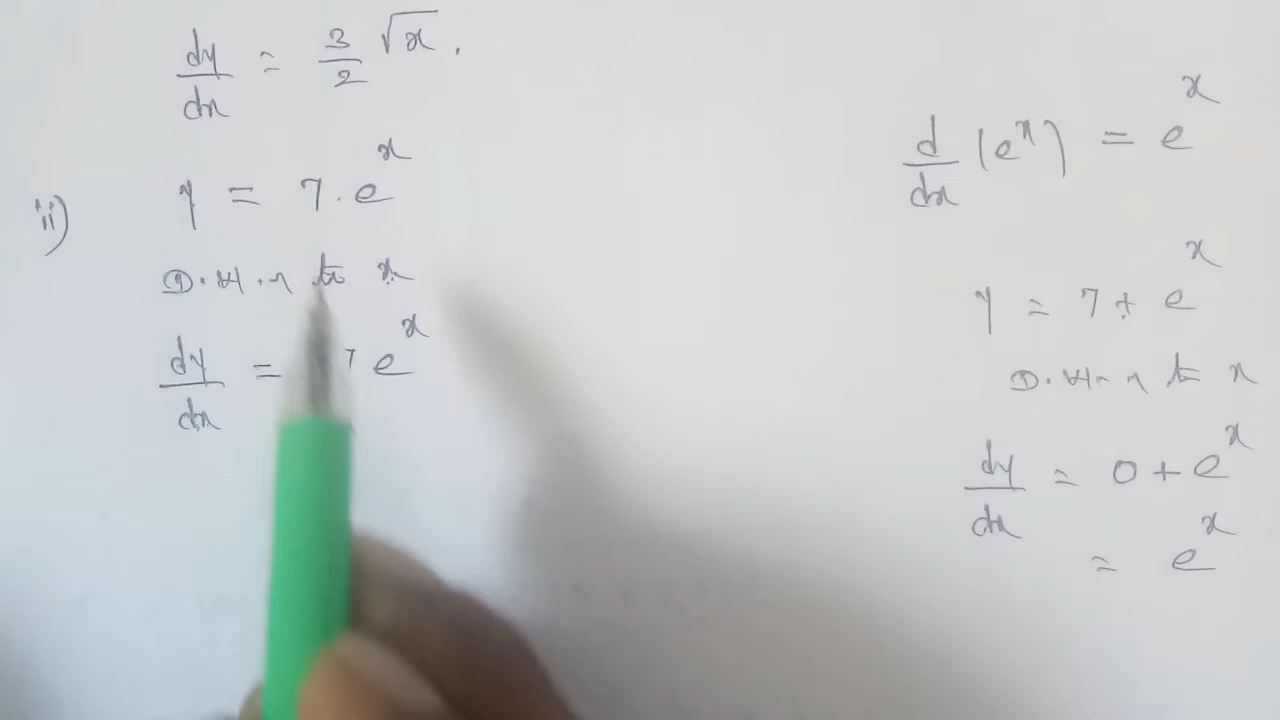 dy/dx = 3/2 √x .
ii) y = 7 . e^x
D. w. r to x
dy/dx = 7 e^x
d/dx (e^x) = e^x
y = 7 + e^x
D. w. r to x
dy/dx = 0 + e^x
= e^x